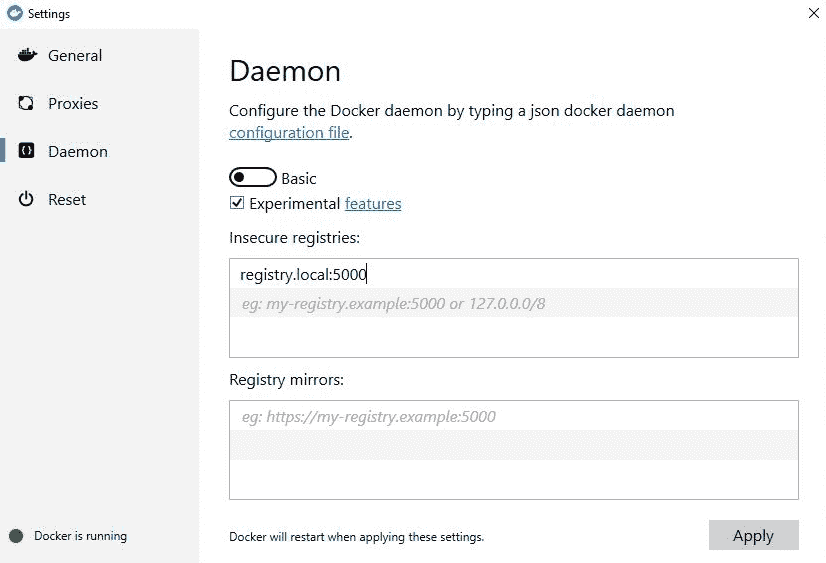 Settings
General
Proxies
Daemon
Reset
Docker is running
Daemon
Configure the Docker daemon by typing a json docker daemon
configuration file.
Basic
Experimental features
Insecure registries:
registry.local:5000
eg: my-registry.example:5000 or 127.0.0.0/8
Registry mirrors:
eg: https://my-registry.example:5000
Docker will restart when applying these settings.
Apply